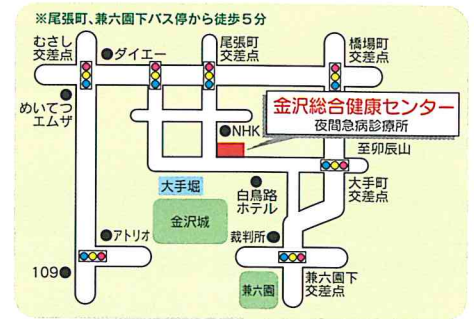 ※尾張町、兼六園下バス停から徒歩5分
むさし
交差点
ダイエー
尾張町
交差点
橋場町
交差点
めいてつ
エムザ
金沢総合健康センター
夜間急病診療所
NHK
至卯辰山
大手町
交差点
大手堀
白鳥路
ホテル
金沢城
アトリオ
裁判所
109
兼六園
兼六園下
交差点